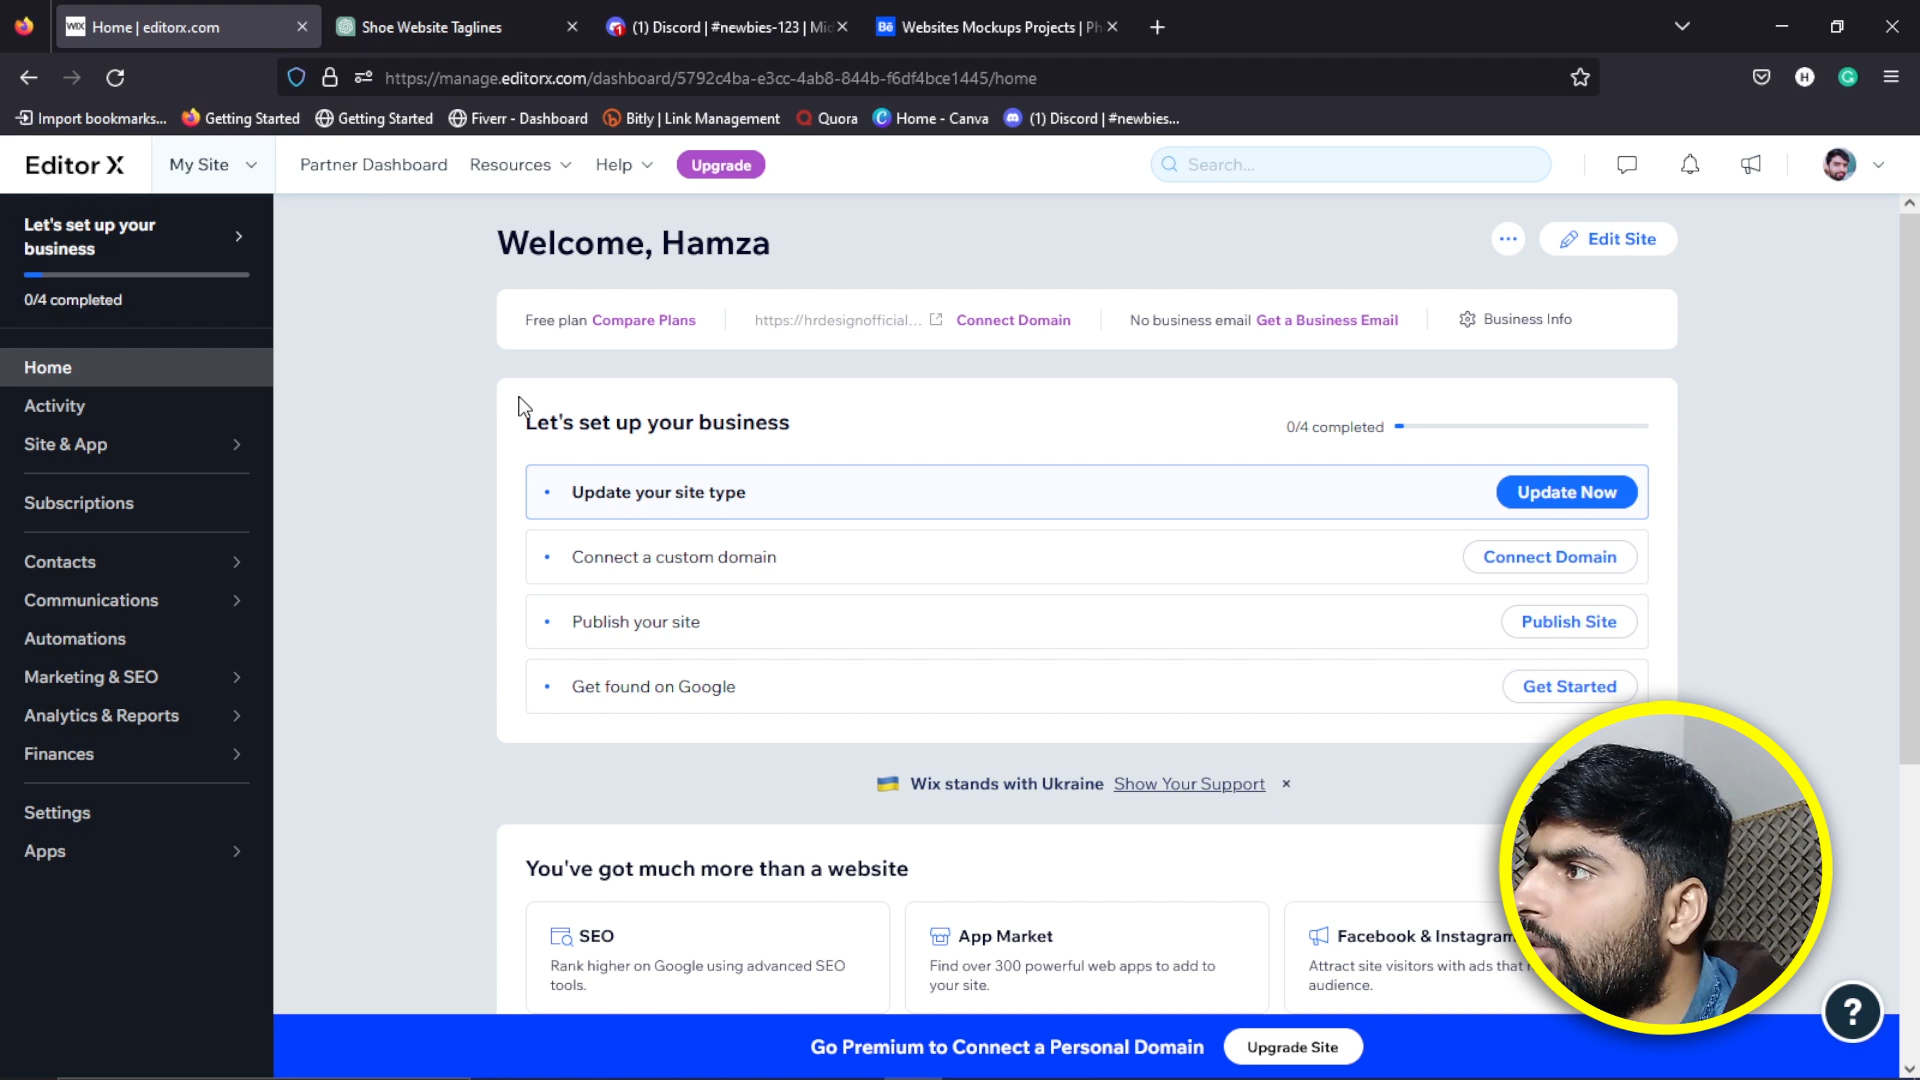 WIX Home | editorx.com
Shoe Website Taglines
(1) Discord | #newbies-123 | Mid
Bē Websites Mockups Projects | Ph
https://manage.editorx.com/dashboard/5792c4ba-e3cc-4ab8-844b-f6df4bce1445/home
H
Import bookmarks...
Getting Started
Getting Started
Fiverr - Dashboard
Bitly | Link Management
Quora
Home - Canva
(1) Discord | #newbies...
Editor X
My Site
Partner Dashboard
Resources
Help
Upgrade
Search...
Let's set up your
business
0/4 completed
Home
Activity
Site & App
Subscriptions
Contacts
Communications
Automations
Marketing & SEO
Analytics & Reports
Finances
Settings
Apps
Welcome, Hamza
Edit Site
Free plan Compare Plans
https://hrdesignofficial...
Connect Domain
No business email Get a Business Email
Business Info
Let's set up your business
0/4 completed
Update your site type
Update Now
Connect a custom domain
Connect Domain
Publish your site
Publish Site
Get found on Google
Get Started
Wix stands with Ukraine Show Your Support ×
You've got much more than a website
SEO
Rank higher on Google using advanced SEO
tools.
App Market
Find over 300 powerful web apps to add to
your site.
Facebook & Instagram
Attract site visitors with ads that
audience.
Go Premium to Connect a Personal Domain
Upgrade Site
?